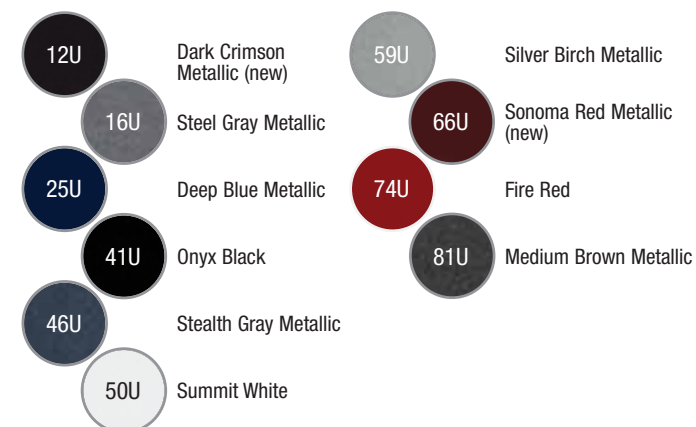 12U
Dark Crimson
Metallic (new)
16U
Steel Gray Metallic
25U
Deep Blue Metallic
41U
Onyx Black
46U
Stealth Gray Metallic
50U
Summit White
59U
Silver Birch Metallic
66U
Sonoma Red Metallic
(new)
74U
Fire Red
81U
Medium Brown Metallic